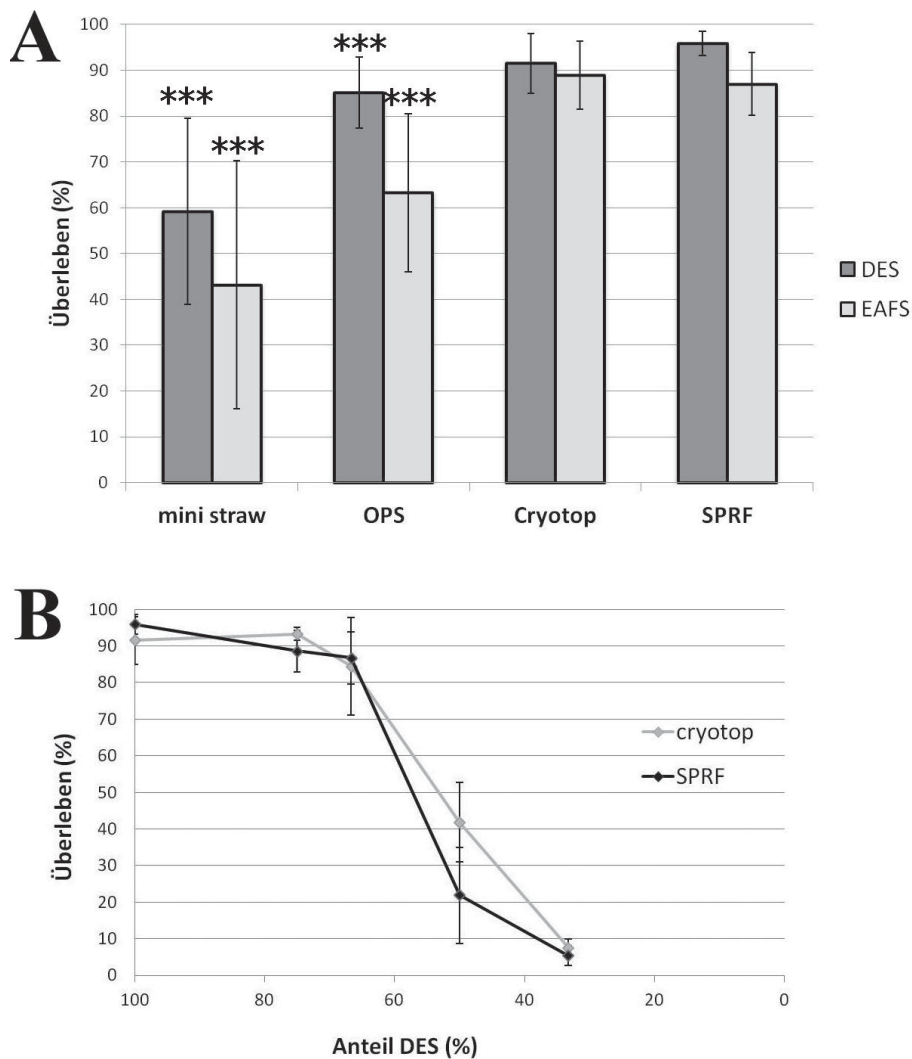 A
100
90
80
70
60
50
40
30
20
10
0
Überleben (%)
***
***
***
***
mini straw OPS Cryotop SPRF
DES
EAFS
B
100
90
80
70
60
50
40
30
20
10
0
Überleben (%)
cryotop
SPRF
100 80 60 40 20 0
Anteil DES (%)